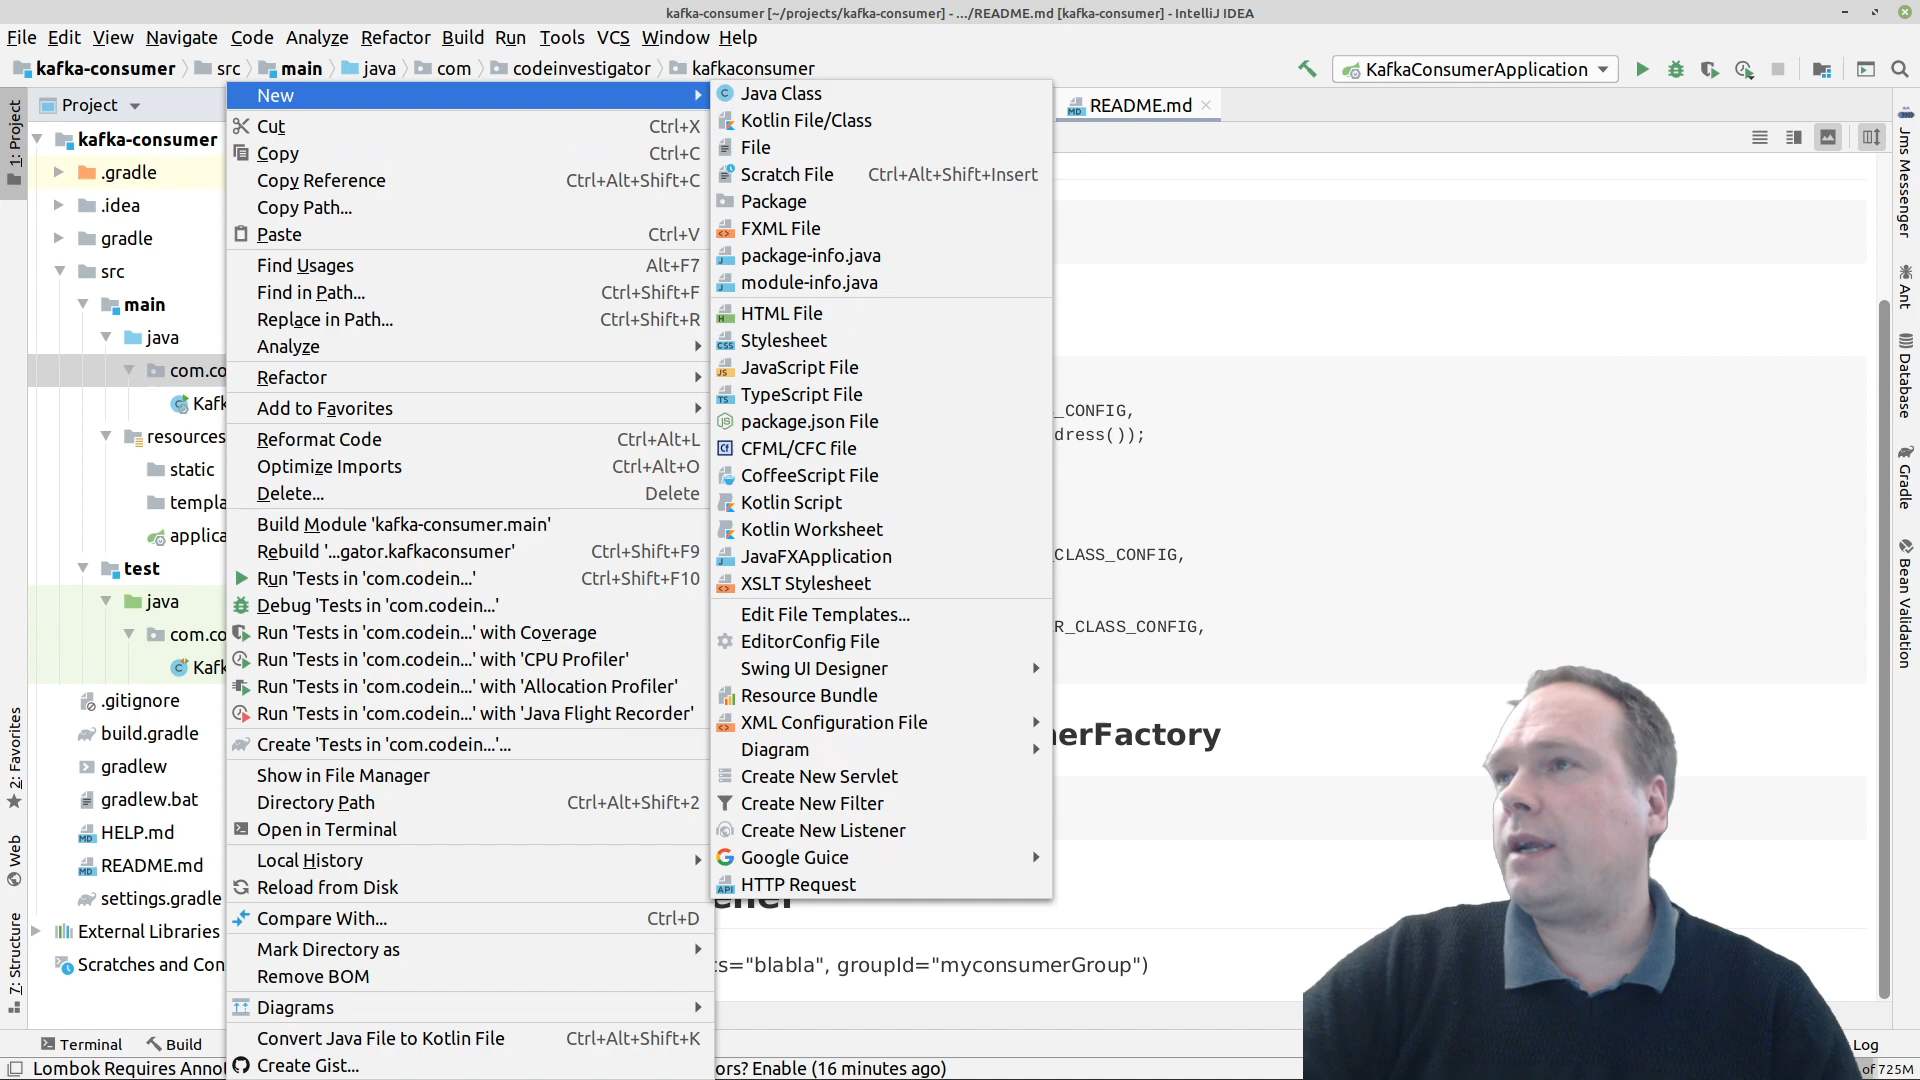 kafka-consumer [~/projects/kafka-consumer] - .../README.md [kafka-consumer] - IntelliJ IDEA
File Edit View Navigate Code Analyze Refactor Build Run Tools VCS Window Help
kafka-consumer src main java com codeinvestigator kafkaconsumer
KafkaConsumerApplication
Project
README.md
1: Project
2: Favorites
Web
7: Structure
kafka-consumer
.gradle
.idea
gradle
src
main
java
com.co
Kafk
resources
static
templa
applica
test
java
com.co
Kafk
.gitignore
build.gradle
gradlew
gradlew.bat
HELP.md
README.md
settings.gradle
External Libraries
Scratches and Con
New
Cut Ctrl+X
Copy Ctrl+C
Copy Reference Ctrl+Alt+Shift+C
Copy Path...
Paste Ctrl+V
Find Usages Alt+F7
Find in Path... Ctrl+Shift+F
Replace in Path... Ctrl+Shift+R
Analyze
Refactor
Add to Favorites
Reformat Code Ctrl+Alt+L
Optimize Imports Ctrl+Alt+O
Delete... Delete
Build Module 'kafka-consumer.main'
Rebuild '...gator.kafkaconsumer' Ctrl+Shift+F9
Run 'Tests in 'com.codein...' Ctrl+Shift+F10
Debug 'Tests in 'com.codein...'
Run 'Tests in 'com.codein...' with Coverage
Run 'Tests in 'com.codein...' with 'CPU Profiler'
Run 'Tests in 'com.codein...' with 'Allocation Profiler'
Run 'Tests in 'com.codein...' with 'Java Flight Recorder'
Create 'Tests in 'com.codein...'...
Show in File Manager
Directory Path Ctrl+Alt+Shift+2
Open in Terminal
Local History
Reload from Disk
Compare With... Ctrl+D
Mark Directory as
Remove BOM
Diagrams
Convert Java File to Kotlin File Ctrl+Alt+Shift+K
Create Gist...
Java Class
Kotlin File/Class
File
Scratch File Ctrl+Alt+Shift+Insert
Package
FXML File
package-info.java
module-info.java
HTML File
Stylesheet
JavaScript File
TypeScript File
package.json File
CFML/CFC file
CoffeeScript File
Kotlin Script
Kotlin Worksheet
JavaFXApplication
XSLT Stylesheet
Edit File Templates...
EditorConfig File
Swing UI Designer
Resource Bundle
XML Configuration File
Diagram
Create New Servlet
Create New Filter
Create New Listener
Google Guice
HTTP Request
_CONFIG,
dress());
CLASS_CONFIG,
R_CLASS_CONFIG,
merFactory
s="blabla", groupId="myconsumerGroup")
Jms Messenger
Ant
Database
Gradle
Bean Validation
Terminal Build
Log
Lombok Requires Anno
ors? Enable (16 minutes ago)
of 725M